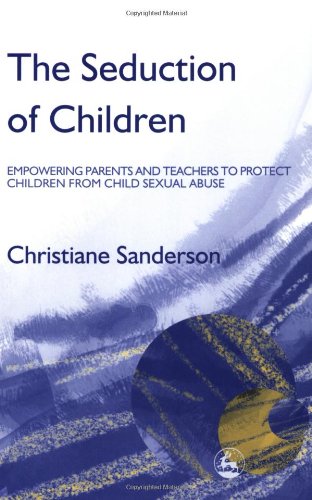 The Seduction
of Children
EMPOWERING PARENTS AND TEACHERS TO PROTECT
CHILDREN FROM CHILD SEXUAL ABUSE
Christiane Sanderson